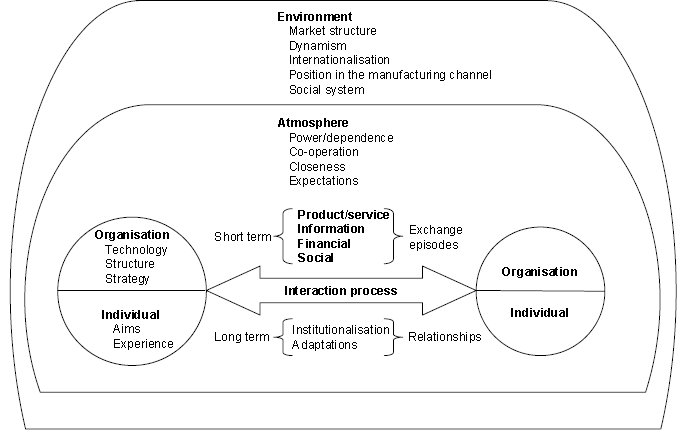 Environment
Market structure
Dynamism
Internationalisation
Position in the manufacturing channel
Social system
Atmosphere
Power/dependence
Co-operation
Closeness
Expectations
Organisation
Technology
Structure
Strategy
Individual
Aims
Experience
Short term
Product/service
Information
Financial
Social
Exchange
episodes
Interaction process
Long term
Institutionalisation
Adaptations
Relationships
Organisation
Individual